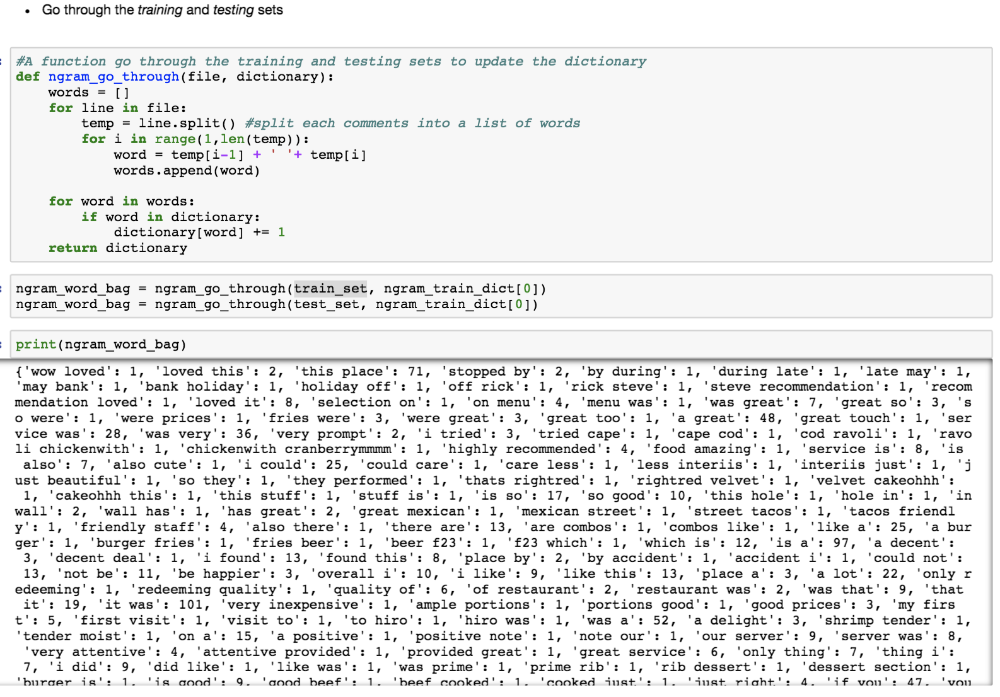 • Go through the training and testing sets
#A function go through the training and testing sets to update the dictionary
def ngram_go_through(file, dictionary):
    words = []
    for line in file:
        temp = line.split() #split each comments into a list of words
        for i in range(1,len(temp)):
            word = temp[i-1] + ' '+ temp[i]
            words.append(word)

    for word in words:
        if word in dictionary:
            dictionary[word] += 1
    return dictionary
ngram_word_bag = ngram_go_through(train_set, ngram_train_dict[0])
ngram_word_bag = ngram_go_through(test_set, ngram_train_dict[0])
print(ngram_word_bag)
{'wow loved': 1, 'loved this': 2, 'this place': 71, 'stopped by': 2, 'by during': 1, 'during late': 1, 'late may': 1,
'may bank': 1, 'bank holiday': 1, 'holiday off': 1, 'off rick': 1, 'rick steve': 1, 'steve recommendation': 1, 'recom
mendation loved': 1, 'loved it': 8, 'selection on': 1, 'on menu': 4, 'menu was': 1, 'was great': 7, 'great so': 3, 's
o were': 1, 'were prices': 1, 'fries were': 3, 'were great': 3, 'great too': 1, 'a great': 48, 'great touch': 1, 'ser
vice was': 28, 'was very': 36, 'very prompt': 2, 'i tried': 3, 'tried cape': 1, 'cape cod': 1, 'cod ravoli': 1, 'ravo
li chickenwith': 1, 'chickenwith cranberrymmmm': 1, 'highly recommended': 4, 'food amazing': 1, 'service is': 8, 'is
 also': 7, 'also cute': 1, 'i could': 25, 'could care': 1, 'care less': 1, 'less interiis': 1, 'interiis just': 1, 'j
ust beautiful': 1, 'so they': 1, 'they performed': 1, 'thats rightred': 1, 'rightred velvet': 1, 'velvet cakeohhh':
 1, 'cakeohhh this': 1, 'this stuff': 1, 'stuff is': 1, 'is so': 17, 'so good': 10, 'this hole': 1, 'hole in': 1, 'in
wall': 2, 'wall has': 1, 'has great': 2, 'great mexican': 1, 'mexican street': 1, 'street tacos': 1, 'tacos friendl
y': 1, 'friendly staff': 4, 'also there': 1, 'there are': 13, 'are combos': 1, 'combos like': 1, 'like a': 25, 'a bur
ger': 1, 'burger fries': 1, 'fries beer': 1, 'beer f23': 1, 'f23 which': 1, 'which is': 12, 'is a': 97, 'a decent':
 3, 'decent deal': 1, 'i found': 13, 'found this': 8, 'place by': 2, 'by accident': 1, 'accident i': 1, 'could not':
 13, 'not be': 11, 'be happier': 3, 'overall i': 10, 'i like': 9, 'like this': 13, 'place a': 3, 'a lot': 22, 'only r
edeeming': 1, 'redeeming quality': 1, 'quality of': 6, 'of restaurant': 2, 'restaurant was': 2, 'was that': 9, 'that
 it': 19, 'it was': 101, 'very inexpensive': 1, 'ample portions': 1, 'portions good': 1, 'good prices': 3, 'my firs
t': 5, 'first visit': 1, 'visit to': 1, 'to hiro': 1, 'hiro was': 1, 'was a': 52, 'a delight': 3, 'shrimp tender': 1,
'tender moist': 1, 'on a': 15, 'a positive': 1, 'positive note': 1, 'note our': 1, 'our server': 9, 'server was': 8,
 'very attentive': 4, 'attentive provided': 1, 'provided great': 1, 'great service': 6, 'only thing': 7, 'thing i':
 7, 'i did': 9, 'did like': 1, 'like was': 1, 'was prime': 1, 'prime rib': 1, 'rib dessert': 1, 'dessert section': 1,
'burger is': 1, 'is good': 9, 'good beef': 1, 'beef cooked': 1, 'cooked just': 1, 'just right': 4, 'if you': 47, 'you